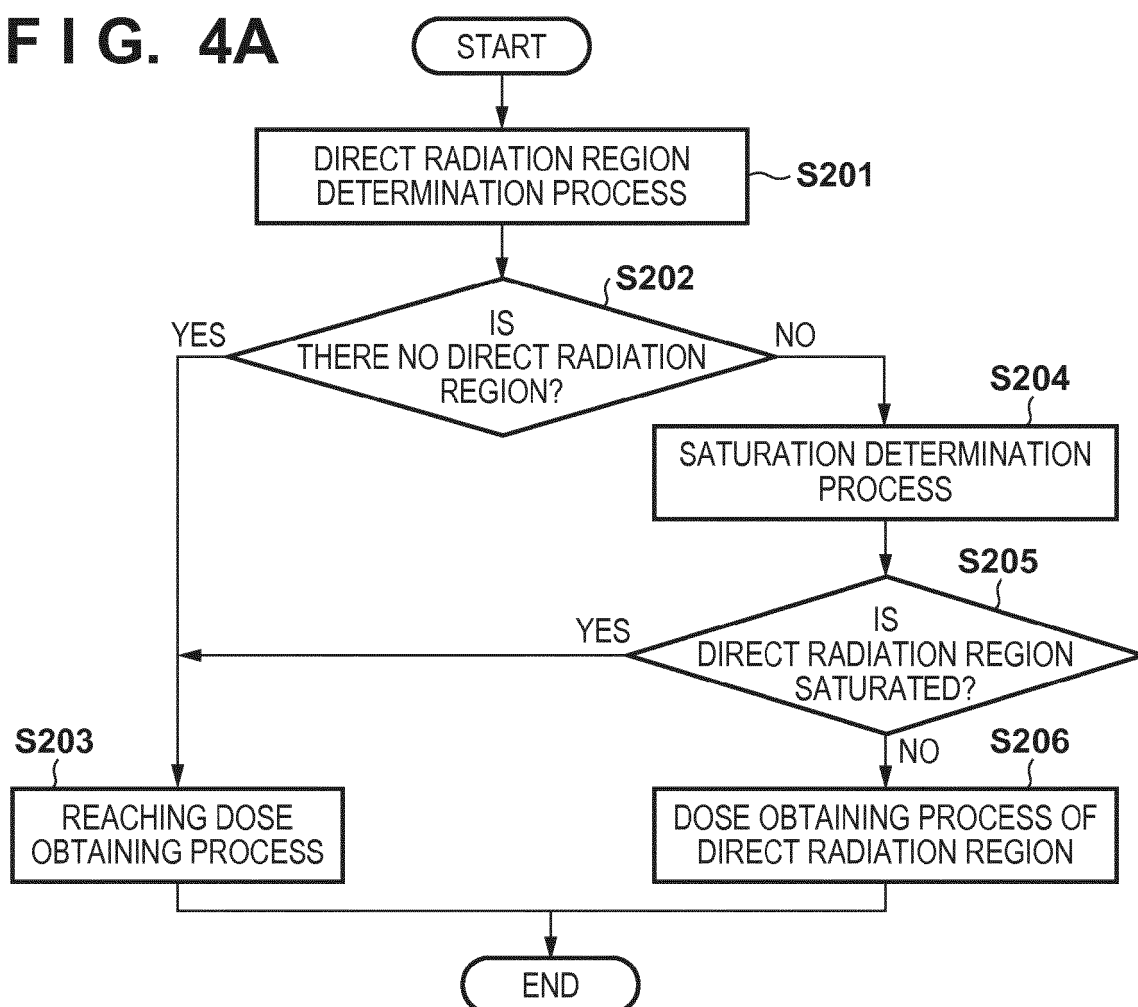 FIG. 4A
START
DIRECT RADIATION REGION
DETERMINATION PROCESS
S201
S202
IS
THERE NO DIRECT RADIATION
REGION?
YES
NO
S204
SATURATION DETERMINATION
PROCESS
S205
IS
DIRECT RADIATION REGION
SATURATED?
YES
NO
S203
REACHING DOSE
OBTAINING PROCESS
S206
DOSE OBTAINING PROCESS OF
DIRECT RADIATION REGION
END